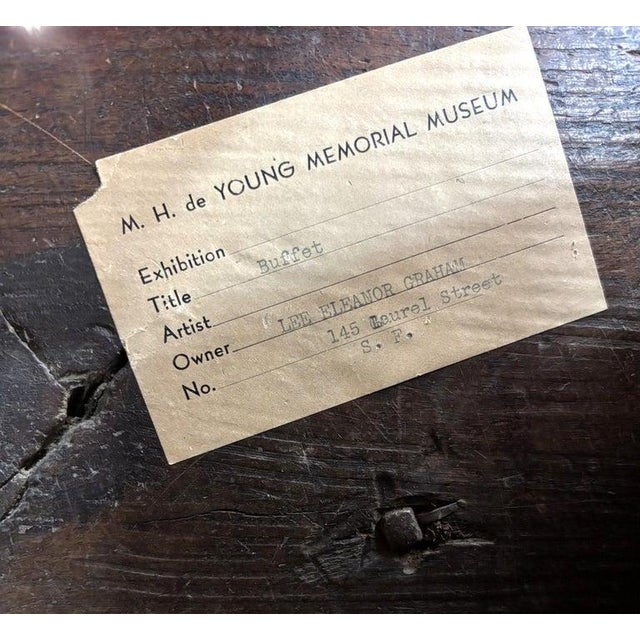 M. H. de YOUNG MEMORIAL MUSEUM
Exhibition
Title Buffet
Artist
Owner LEE ELEANOR GRAHAM
No. 145 Laurel Street
S. F.